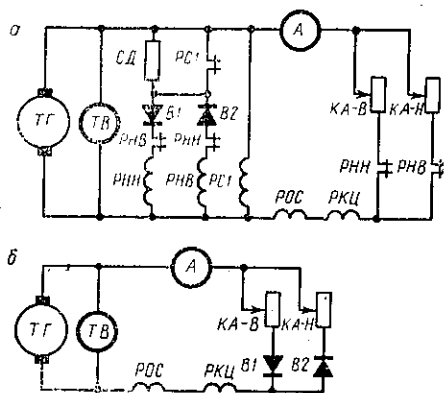 а
СД
РС1
А
КА-В
КА-Н
ТГ
ТВ
В1
В2
РНВ
РНН
РНН
РНВ
РНН
РНВ
РС1
РОС
РКЦ
б
А
КА-В
КА-Н
ТГ
ТВ
В1
В2
РОС
РКЦ